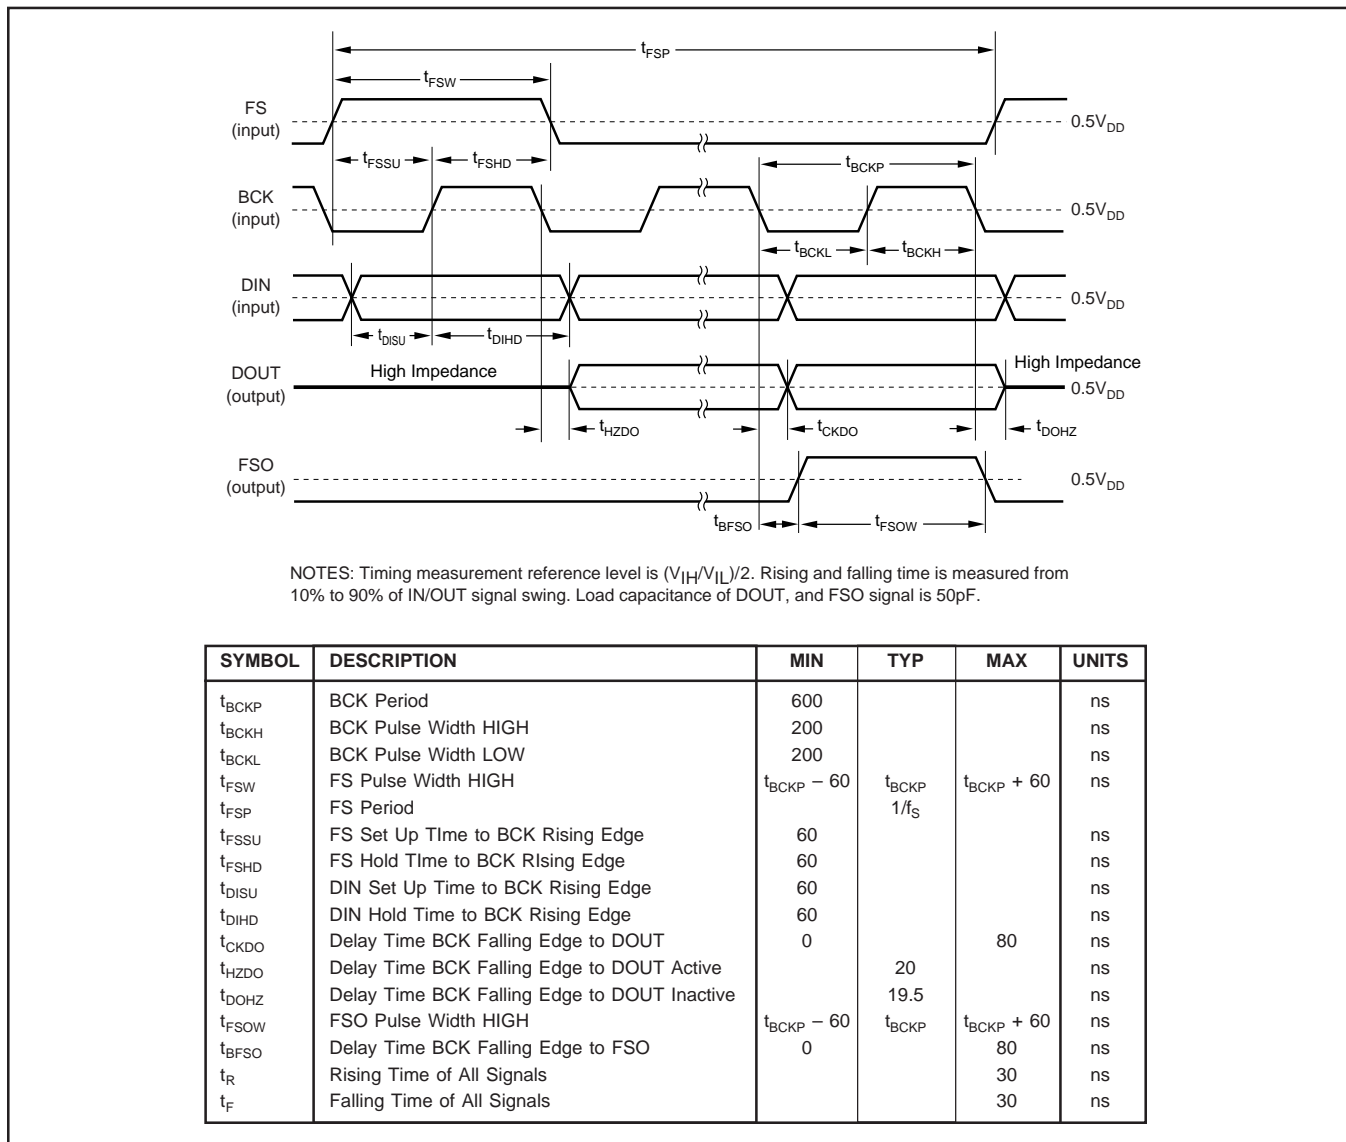 tFSP
tFSW
FS
(input)
0.5VDD
tFSSU
tFSHD
tBCKP
BCK
(input)
0.5VDD
tBCKL
tBCKH
DIN
(input)
0.5VDD
tDISU
tDIHD
DOUT
(output)
High Impedance
High Impedance
0.5VDD
tHZDO
tCKDO
tDOHZ
FSO
(output)
0.5VDD
tBFSO
tFSOW
NOTES: Timing measurement reference level is (VIH/VIL)/2. Rising and falling time is measured from
10% to 90% of IN/OUT signal swing. Load capacitance of DOUT, and FSO signal is 50pF.
SYMBOL DESCRIPTION MIN TYP MAX UNITS
tBCKP BCK Period 600 ns
tBCKH BCK Pulse Width HIGH 200 ns
tBCKL BCK Pulse Width LOW 200 ns
tFSW FS Pulse Width HIGH tBCKP – 60 tBCKP tBCKP + 60 ns
tFSP FS Period 1/fS
tFSSU FS Set Up TIme to BCK Rising Edge 60 ns
tFSHD FS Hold TIme to BCK RIsing Edge 60 ns
tDISU DIN Set Up Time to BCK Rising Edge 60 ns
tDIHD DIN Hold Time to BCK Rising Edge 60 ns
tCKDO Delay Time BCK Falling Edge to DOUT 0 80 ns
tHZDO Delay Time BCK Falling Edge to DOUT Active 20 ns
tDOHZ Delay Time BCK Falling Edge to DOUT Inactive 19.5 ns
tFSOW FSO Pulse Width HIGH tBCKP – 60 tBCKP tBCKP + 60 ns
tBFSO Delay Time BCK Falling Edge to FSO 0 80 ns
tR Rising Time of All Signals 30 ns
tF Falling Time of All Signals 30 ns